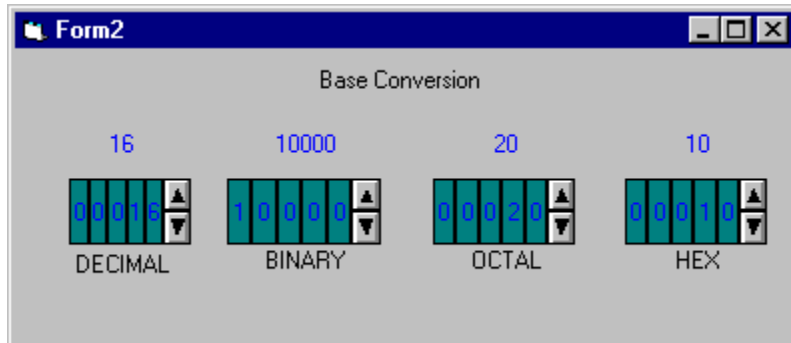 Form2
Base Conversion
16 10000 20 10
00016 10000 00020 00010
DECIMAL BINARY OCTAL HEX